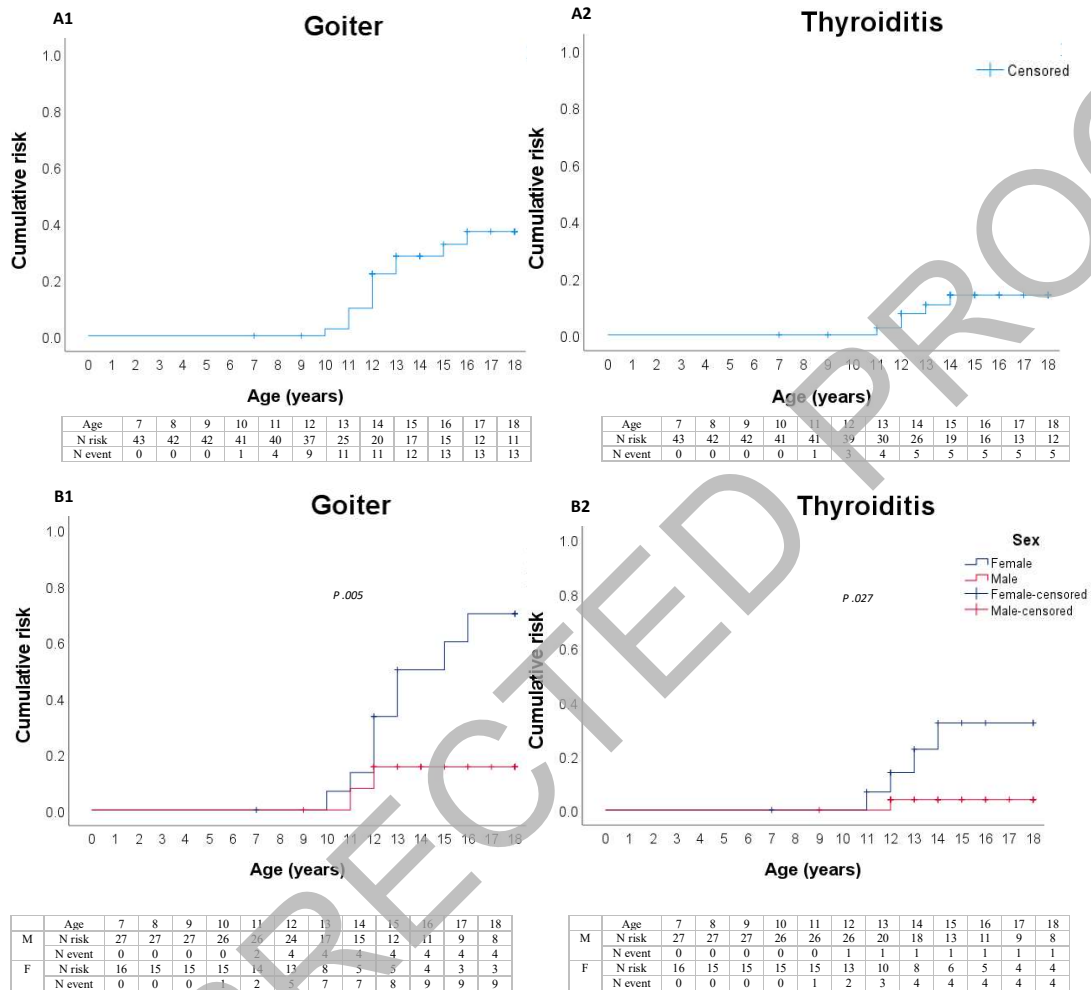 A1
Goiter
1.0
0.8
0.6
0.4
0.2
0.0
Cumulative risk
0 1 2 3 4 5 6 7 8 9 10 11 12 13 14 15 16 17 18
Age (years)
Age 7 8 9 10 11 12 13 14 15 16 17 18
N risk 43 42 42 41 40 37 25 20 17 15 12 11
N event 0 0 0 1 4 9 11 11 12 13 13 13
A2
Thyroiditis
Censored
1.0
0.8
0.6
0.4
0.2
0.0
Cumulative risk
0 1 2 3 4 5 6 7 8 9 10 11 12 13 14 15 16 17 18
Age (years)
Age 7 8 9 10 11 12 13 14 15 16 17 18
N risk 43 42 42 41 41 39 30 26 19 16 13 12
N event 0 0 0 0 1 3 4 5 5 5 5 5
B1
Goiter
P .005
1.0
0.8
0.6
0.4
0.2
0.0
Cumulative risk
0 1 2 3 4 5 6 7 8 9 10 11 12 13 14 15 16 17 18
Age (years)
Age 7 8 9 10 11 12 13 14 15 16 17 18
M N risk 27 27 27 26 26 24 17 15 12 11 9 8
N event 0 0 0 0 2 4 4 4 4 4 4 4
F N risk 16 15 15 15 14 13 8 5 5 4 3 3
N event 0 0 0 1 2 5 7 7 8 9 9 9
B2
Thyroiditis
Sex
Female
Male
Female-censored
Male-censored
P .027
1.0
0.8
0.6
0.4
0.2
0.0
Cumulative risk
0 1 2 3 4 5 6 7 8 9 10 11 12 13 14 15 16 17 18
Age (years)
Age 7 8 9 10 11 12 13 14 15 16 17 18
M N risk 27 27 27 26 26 26 20 18 13 11 9 8
N event 0 0 0 0 0 1 1 1 1 1 1 1
F N risk 16 15 15 15 15 13 10 8 6 5 4 4
N event 0 0 0 0 1 2 3 4 4 4 4 4
RECTED PRO